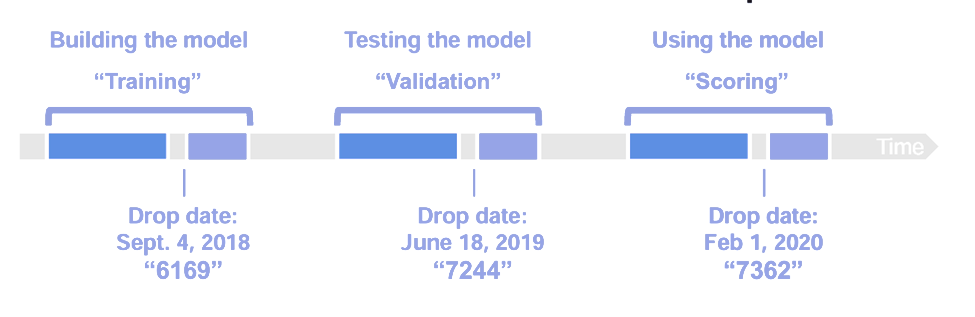 Building the model
Testing the model
Using the model
“Training”
“Validation”
“Scoring”
Time
Drop date:
Sept. 4, 2018
“6169”
Drop date:
June 18, 2019
“7244”
Drop date:
Feb 1, 2020
“7362”